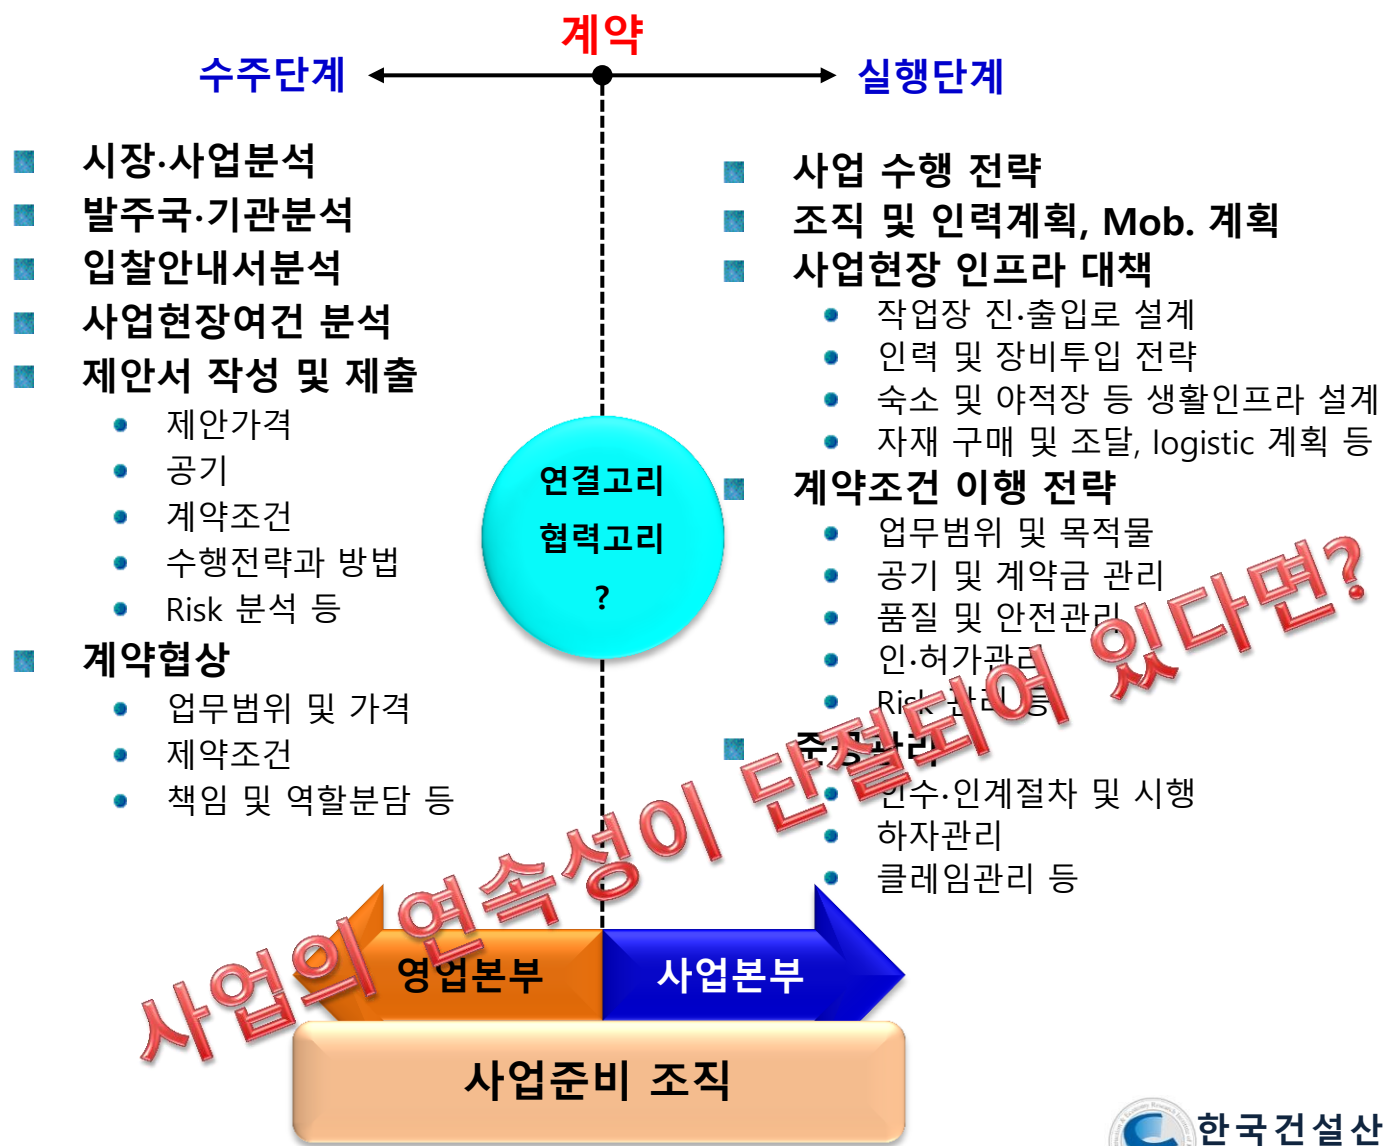 계약
수주단계
실행단계
시장·사업분석
발주국·기관분석
입찰안내서분석
사업현장여건 분석
제안서 작성 및 제출
제안가격
공기
계약조건
수행전략과 방법
Risk 분석 등
계약협상
업무범위 및 가격
제약조건
책임 및 역할분담 등
연결고리
협력고리
?
사업 수행 전략
조직 및 인력계획, Mob. 계획
사업현장 인프라 대책
작업장 진·출입로 설계
인력 및 장비투입 전략
숙소 및 야적장 등 생활인프라 설계
자재 구매 및 조달, logistic 계획 등
계약조건 이행 전략
업무범위 및 목적물
공기 및 계약금 관리
품질 및 안전관리
인·허가관리
Risk 관리 등
준공관리
인수·인계절차 및 시행
하자관리
클레임관리 등
사업의 연속성이 단절되어 있다면?
영업본부
사업본부
사업준비 조직
한국건설산